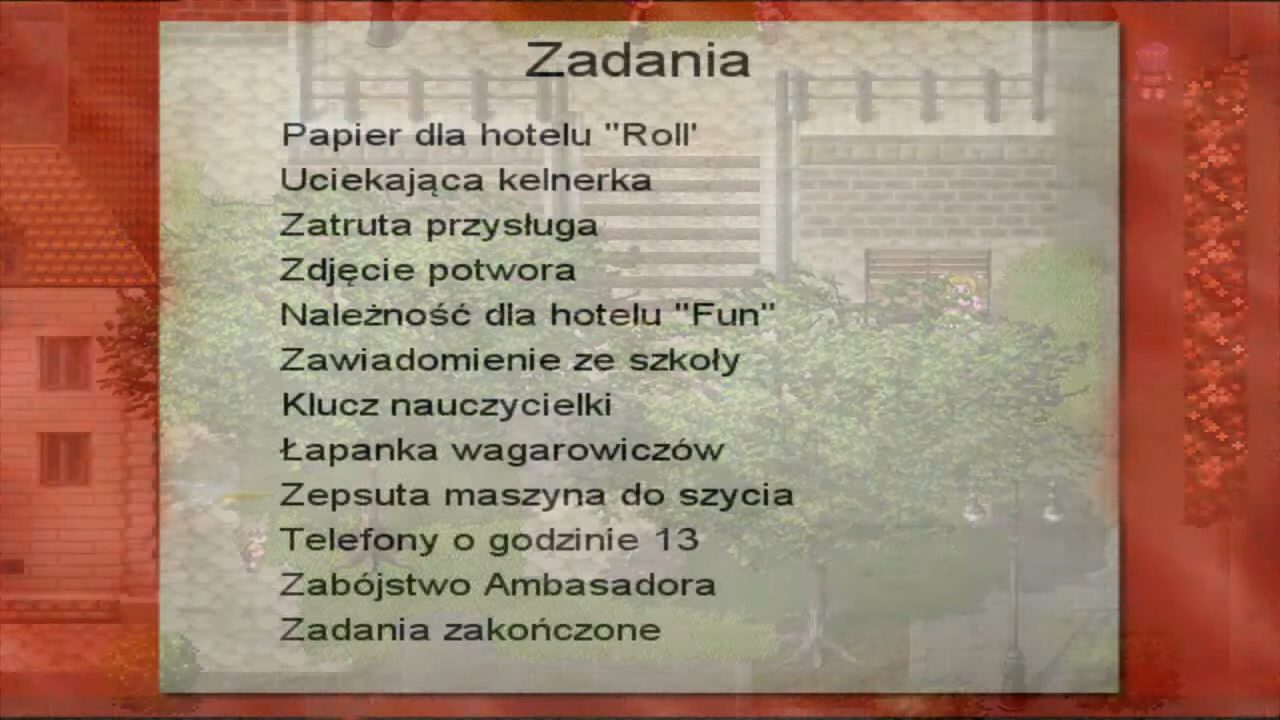 Zadania
Papier dla hotelu "Roll'
Uciekająca kelnerka
Zatruta przysługa
Zdjęcie potwora
Należność dla hotelu "Fun"
Zawiadomienie ze szkoły
Klucz nauczycielki
Łapanka wagarowiczów
Zepsuta maszyna do szycia
Telefony o godzinie 13
Zabójstwo Ambasadora
Zadania zakończone